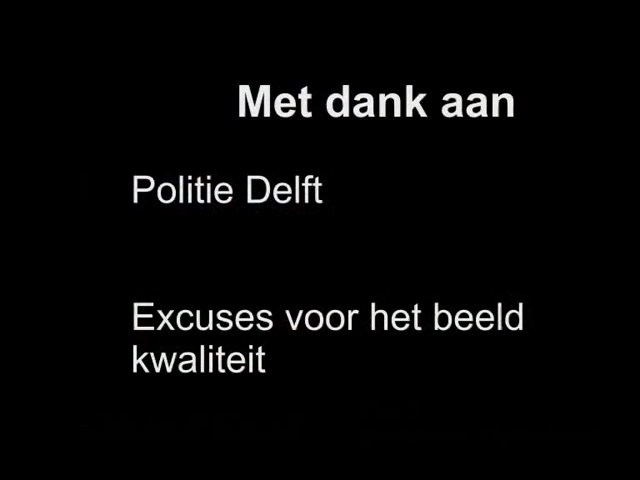 Met dank aan
Politie Delft
Excuses voor het beeld
kwaliteit